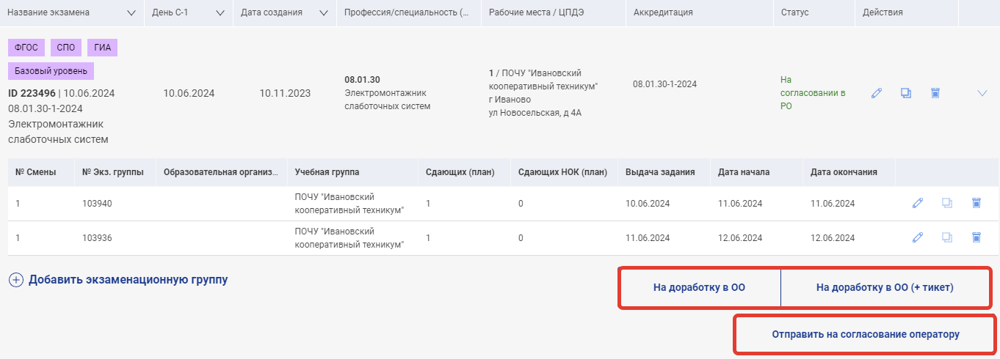 Название экзамена День С-1 Дата создания Профессия/специальность (... Рабочие места / ЦПДЭ Аккредитация Статус Действия
ФГОС СПО ГИА
Базовый уровень
ID 223496 | 10.06.2024
08.01.30-1-2024
Электромонтажник
слаботочных систем
10.06.2024
10.11.2023
08.01.30
Электромонтажник
слаботочных систем
1 / ПОЧУ "Ивановский
кооперативный техникум"
г Иваново
ул Новосельская, д 4А
08.01.30-1-2024
На
согласовании в
РО
№ Смены № Экз. группы Образовательная организ... Учебная группа Сдающих (план) Сдающих НОК (план) Выдача задания Дата начала Дата окончания
1 103940 ПОЧУ "Ивановский
кооперативный техникум" 1 0 10.06.2024 11.06.2024 11.06.2024
1 103936 ПОЧУ "Ивановский
кооперативный техникум" 1 0 11.06.2024 12.06.2024 12.06.2024
Добавить экзаменационную группу
На доработку в ОО На доработку в ОО (+ тикет)
Отправить на согласование оператору